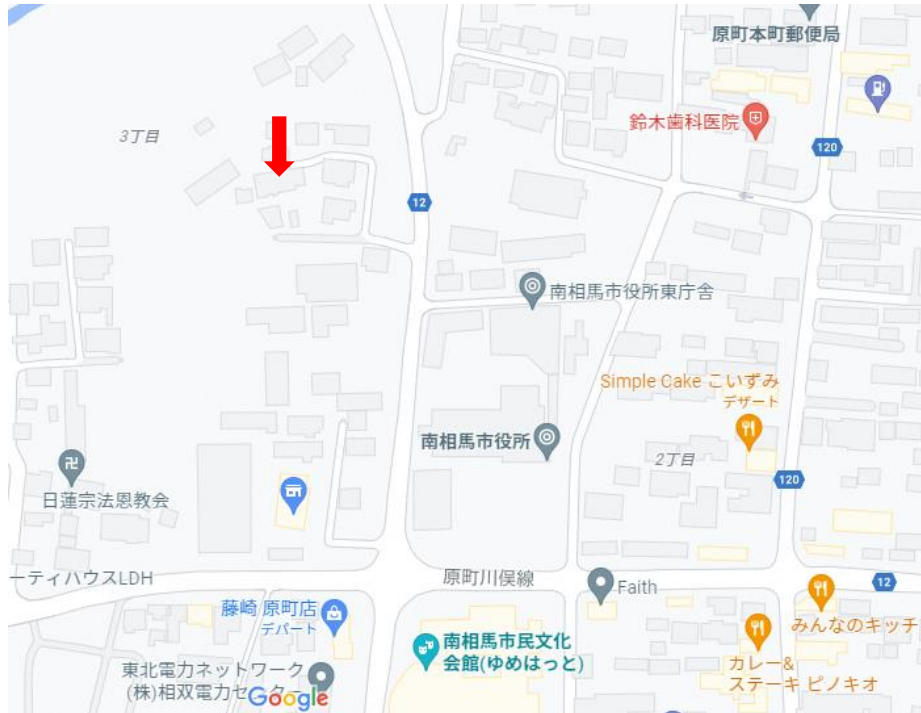 原町本町郵便局
鈴木歯科医院
3丁目
120
12
南相馬市役所東庁舎
Simple Cake こいずみ
デザート
南相馬市役所
2丁目
日蓮宗法恩教会
120
ーティハウスLDH
原町川俣線
Faith
12
藤崎 原町店
デパート
みんなのキッチ
南相馬市民文化
会館(ゆめはっと)
東北電力ネットワーク
(株)相双電力セ
カレー&
ステーキ ピノキオ
Google